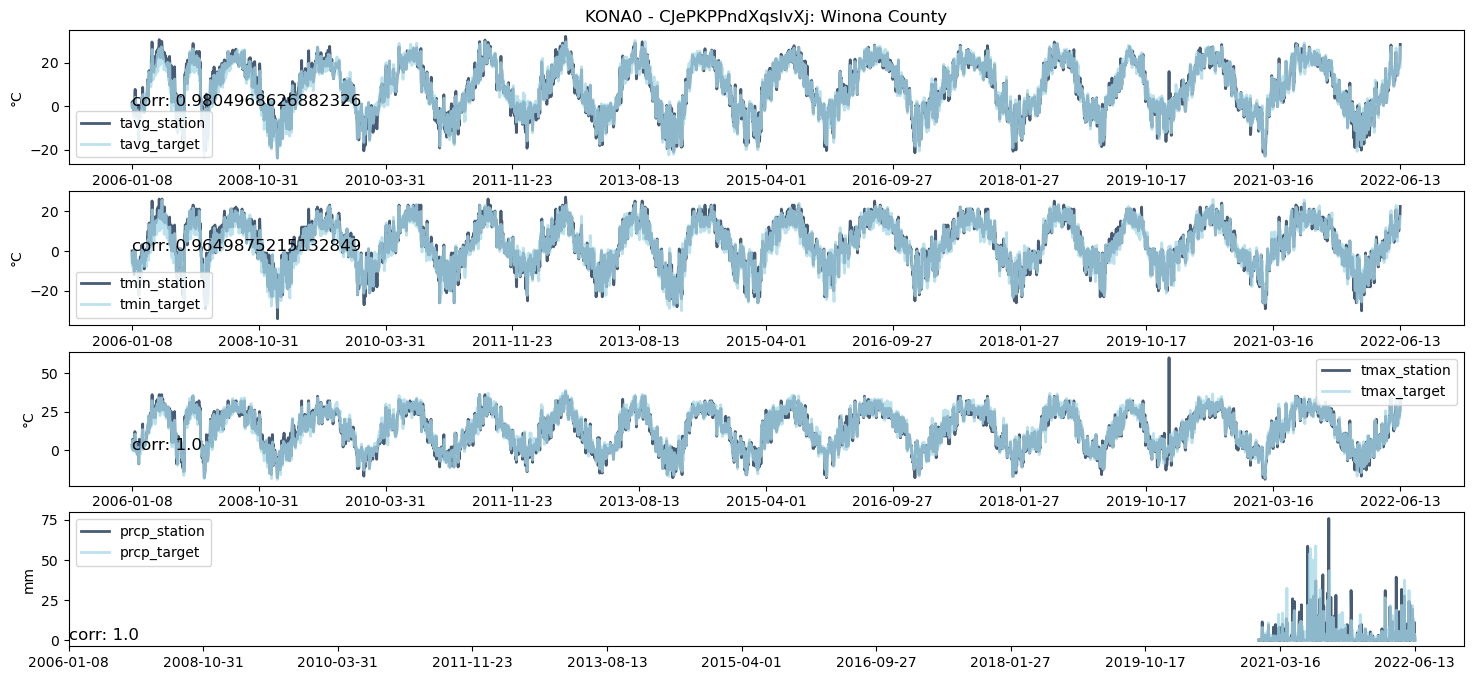 KONA0 - CJePKPPndXqsIvXj: Winona County
20
0
−20
°C
corr: 0.9804968626882326
tavg_station
tavg_target
2006-01-08 2008-10-31 2010-03-31 2011-11-23 2013-08-13 2015-04-01 2016-09-27 2018-01-27 2019-10-17 2021-03-16 2022-06-13
20
0
−20
°C
corr: 0.9649875215132849
tmin_station
tmin_target
2006-01-08 2008-10-31 2010-03-31 2011-11-23 2013-08-13 2015-04-01 2016-09-27 2018-01-27 2019-10-17 2021-03-16 2022-06-13
50
25
0
°C
corr: 1.0
tmax_station
tmax_target
2006-01-08 2008-10-31 2010-03-31 2011-11-23 2013-08-13 2015-04-01 2016-09-27 2018-01-27 2019-10-17 2021-03-16 2022-06-13
75
50
25
0
mm
prcp_station
prcp_target
corr: 1.0
2006-01-08 2008-10-31 2010-03-31 2011-11-23 2013-08-13 2015-04-01 2016-09-27 2018-01-27 2019-10-17 2021-03-16 2022-06-13